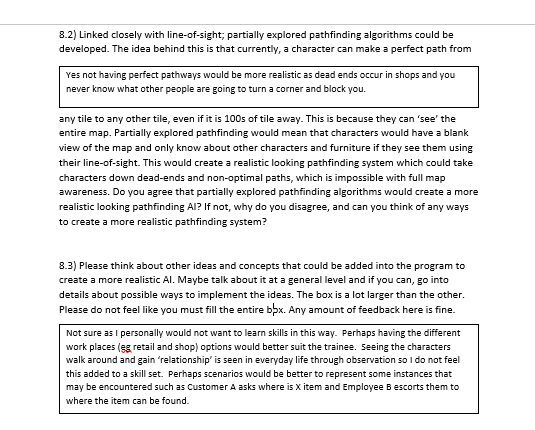 8.2) Linked closely with line-of-sight; partially explored pathfinding algorithms could be
developed. The idea behind this is that currently, a character can make a perfect path from
Yes not having perfect pathways would be more realistic as dead ends occur in shops and you
never know what other people are going to turn a corner and block you.
any tile to any other tile, even if it is 100s of tile away. This is because they can ‘see’ the
entire map. Partially explored pathfinding would mean that characters would have a blank
view of the map and only know about other characters and furniture if they see them using
their line-of-sight. This would create a realistic looking pathfinding system which could take
characters down dead-ends and non-optimal paths, which is impossible with full map
awareness. Do you agree that partially explored pathfinding algorithms would create a more
realistic looking pathfinding AI? If not, why do you disagree, and can you think of any ways
to create a more realistic pathfinding system?
8.3) Please think about other ideas and concepts that could be added into the program to
create a more realistic AI. Maybe talk about it at a general level and if you can, go into
details about possible ways to implement the ideas. The box is a lot larger than the other.
Please do not feel like you must fill the entire box. Any amount of feedback here is fine.
Not sure as I personally would not want to learn skills in this way.  Perhaps having the different
work places (eg retail and shop) options would better suit the trainee.  Seeing the characters
walk around and gain ‘relationship’ is seen in everyday life through observation so I do not feel
this added to a skill set.  Perhaps scenarios would be better to represent some instances that
may be encountered such as Customer A asks where is X item and Employee B escorts them to
where the item can be found.